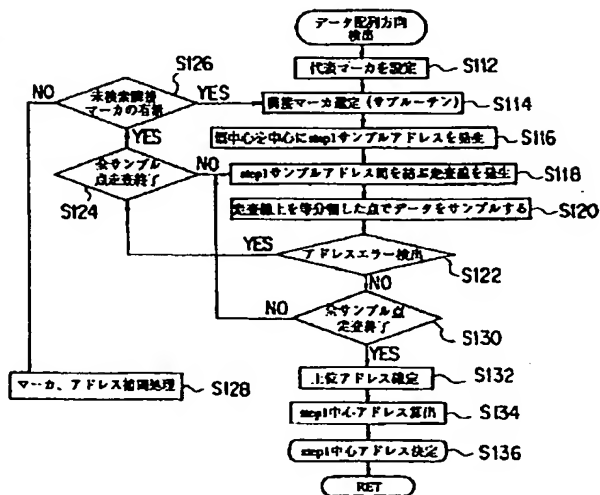 データ配列方向
検出
代表マーカを設定
S112
隣接マーカ選定（サブルーチン）
S114
仮中心を中心にstep1サンプルアドレスを発生
S116
step1サンプルアドレス間を結ぶ走査線を発生
S118
走査線上を等分割した点でデータをサンプルする
S120
アドレスエラー検出
S122
YES
NO
全サンプル点
走査終了
S130
NO
YES
全サンプル
点走査終了
S124
NO
YES
未検索隣接
マーカの有無
S126
NO
YES
マーカ、アドレス補間処理
S128
上位アドレス確定
S132
step1中心アドレス算出
S134
step1中心アドレス決定
S136
RET